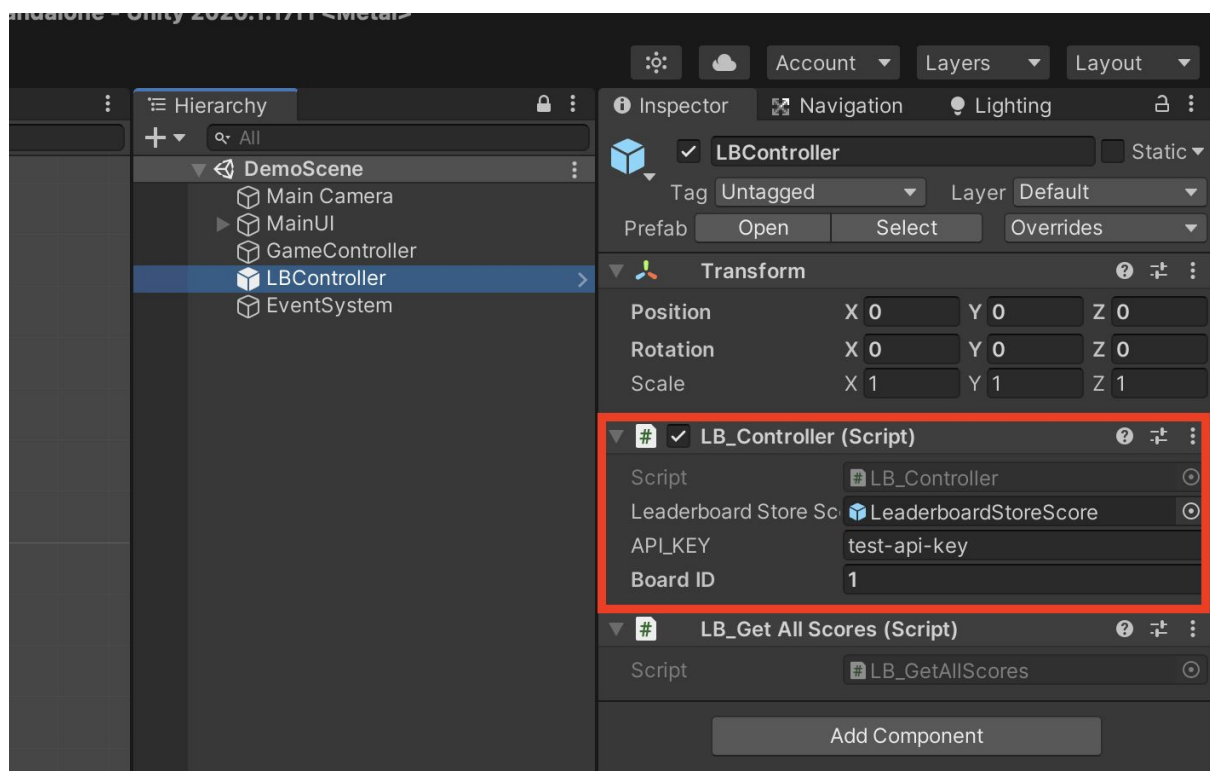 Account Layers Layout
Hierarchy
All
DemoScene
Main Camera
MainUI
GameController
LBController
EventSystem
Inspector Navigation Lighting
LBController Static
Tag Untagged Layer Default
Prefab Open Select Overrides
Transform
Position X 0 Y 0 Z 0
Rotation X 0 Y 0 Z 0
Scale X 1 Y 1 Z 1
# LB_Controller (Script)
Script # LB_Controller
Leaderboard Store Sc LeaderboardStoreScore
API_KEY test-api-key
Board ID 1
# LB_Get All Scores (Script)
Script # LB_GetAllScores
Add Component